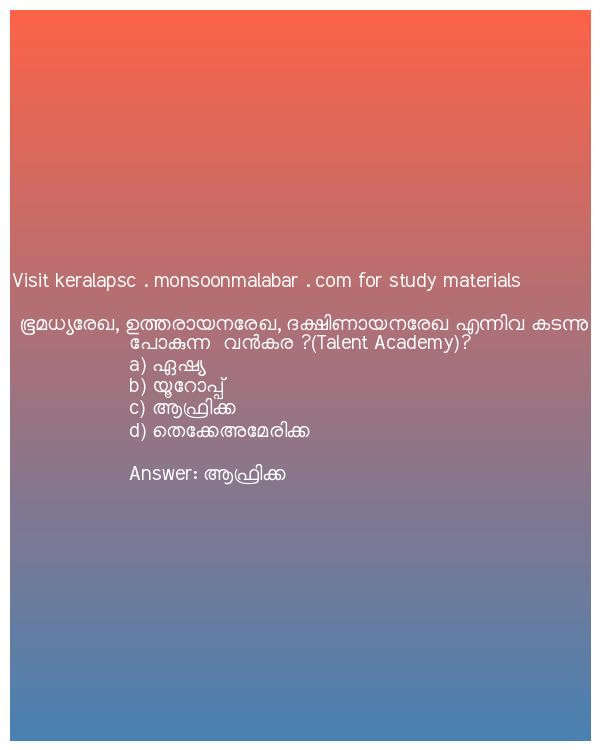 Visit keralapsc . monsoonmalabar . com for study materials
ഭൂമധ്യരേഖ, ഉത്തരായനരേഖ, ദക്ഷിണായനരേഖ എന്നിവ കടന്നു
പോകുന്ന വൻകര ?(Talent Academy)?
a) ഏഷ്യ
b) യൂറോപ്പ്
c) ആഫ്രിക്ക
d) തെക്കേഅമേരിക്ക
Answer: ആഫ്രിക്ക